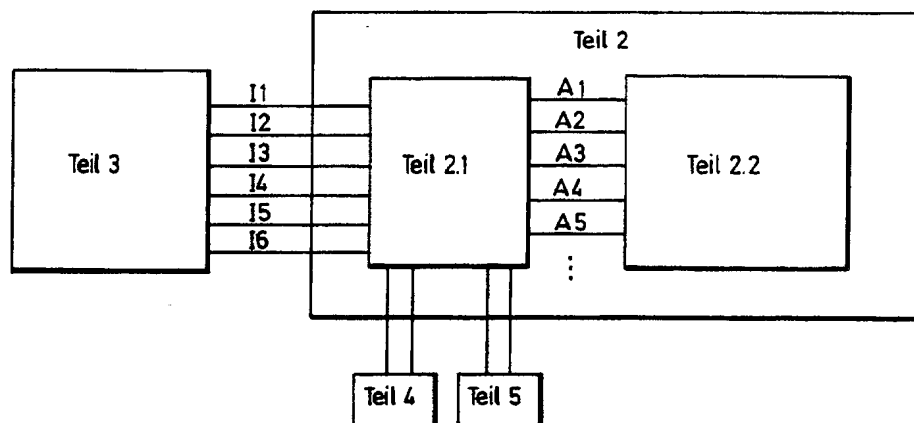 Teil 2
Teil 3
I1
I2
I3
I4
I5
I6
Teil 2.1
A1
A2
A3
A4
A5
⋮
Teil 2.2
Teil 4
Teil 5